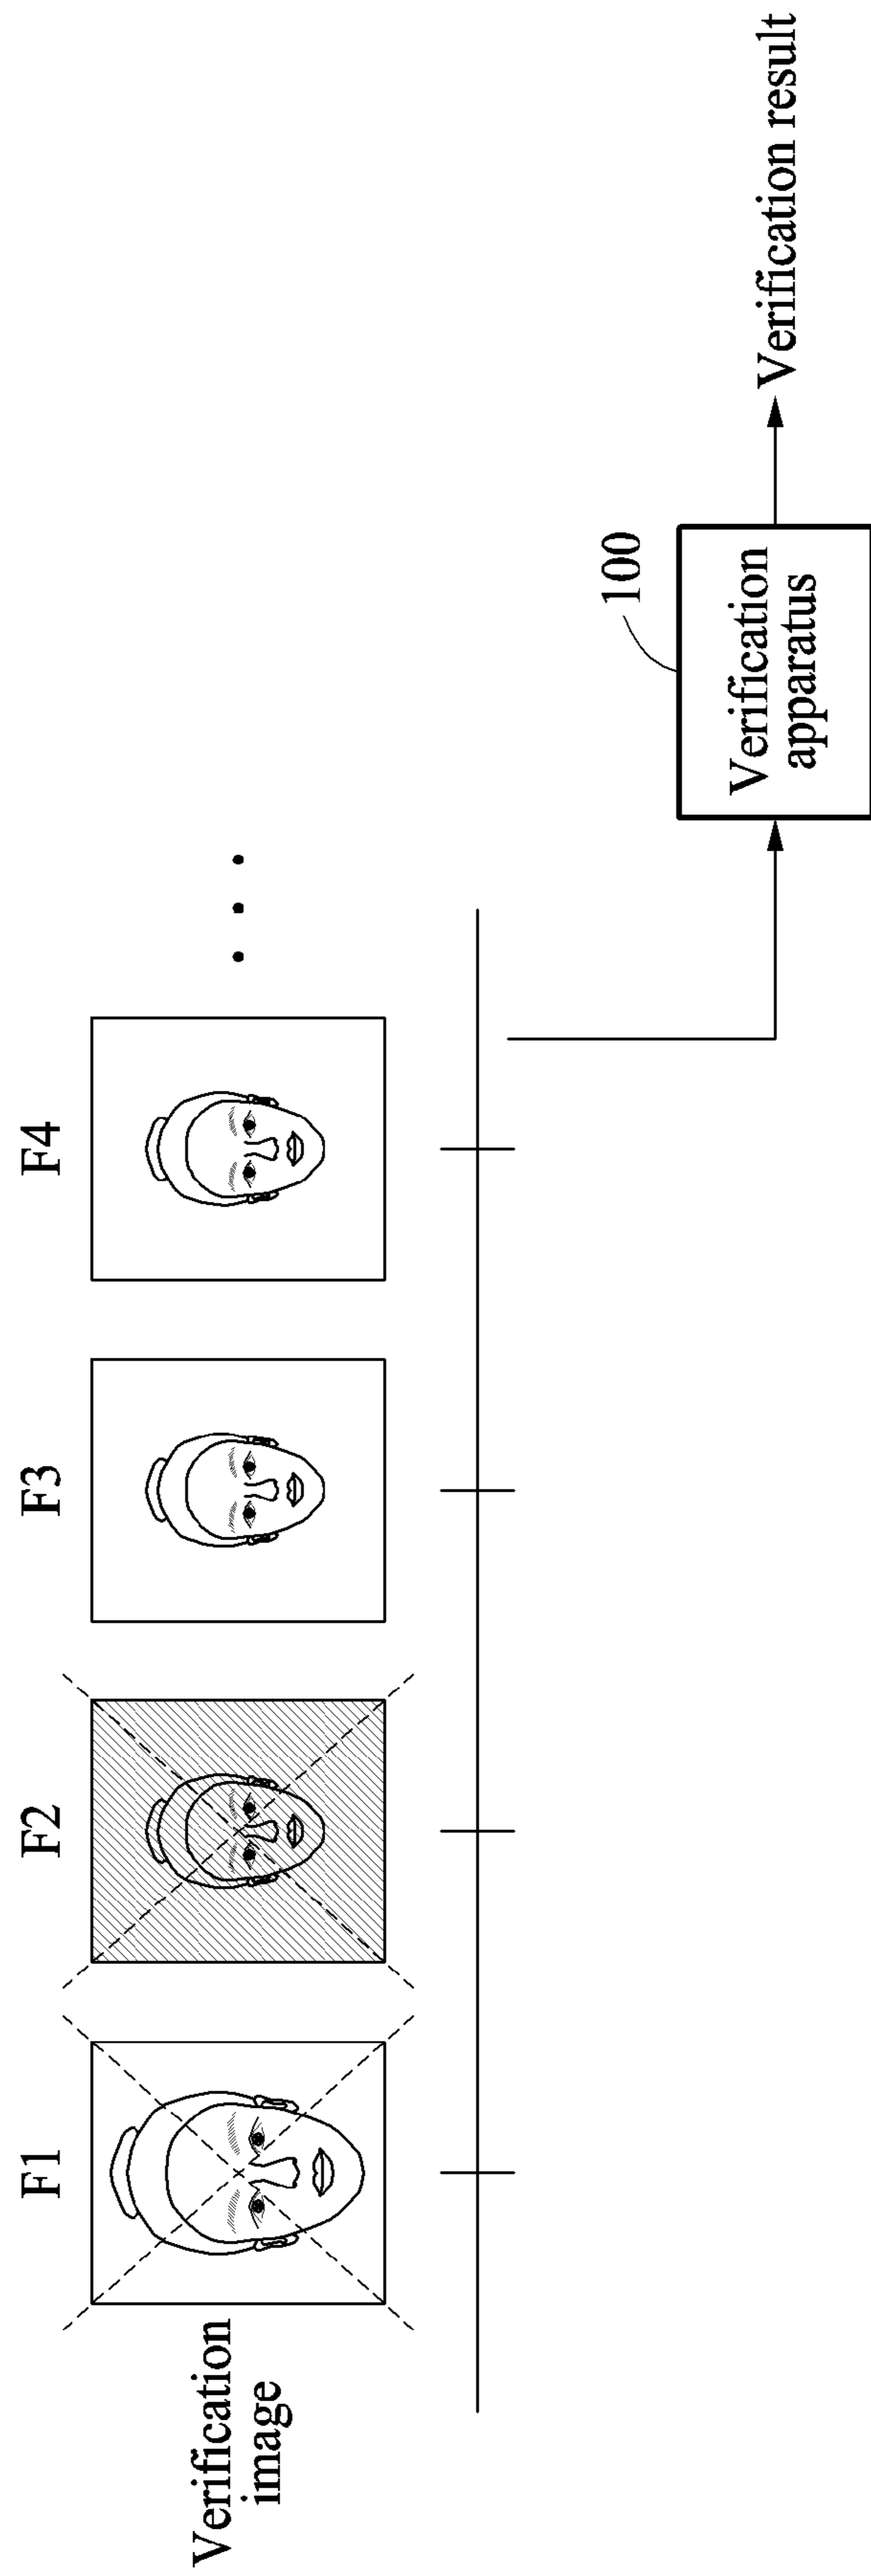 F1
F2
F3
F4
Verification
image
100
Verification
apparatus
Verification result